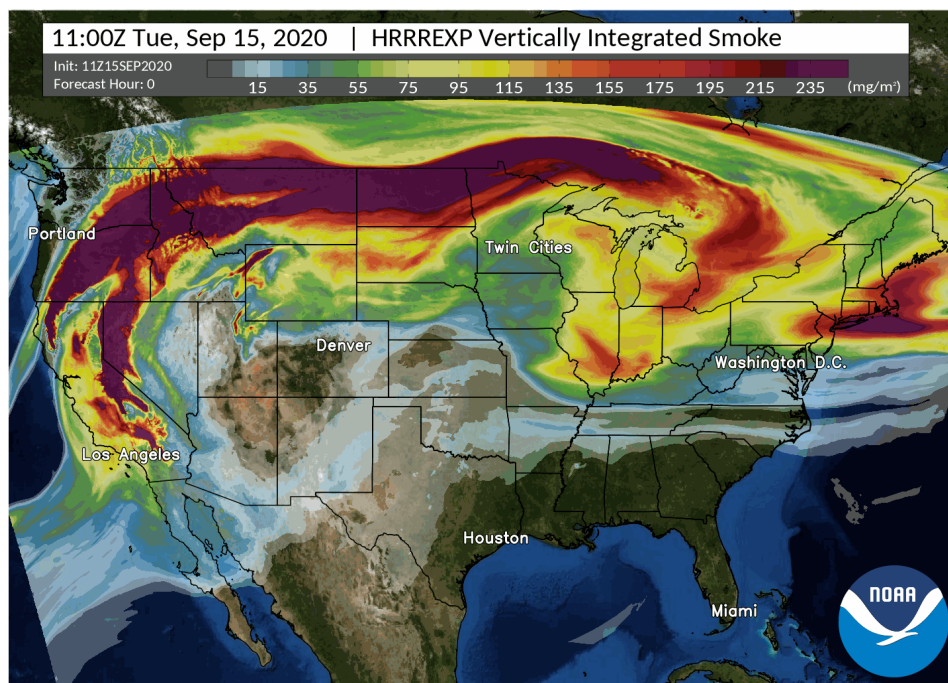 11:00Z Tue, Sep 15, 2020 | HRRREXP Vertically Integrated Smoke
Init: 11Z15SEP2020
Forecast Hour: 0
15 35 55 75 95 115 135 155 175 195 215 235 (mg/m²)
Portland
Twin Cities
Denver
Washington D.C.
Los Angeles
Houston
NOAA
Miami